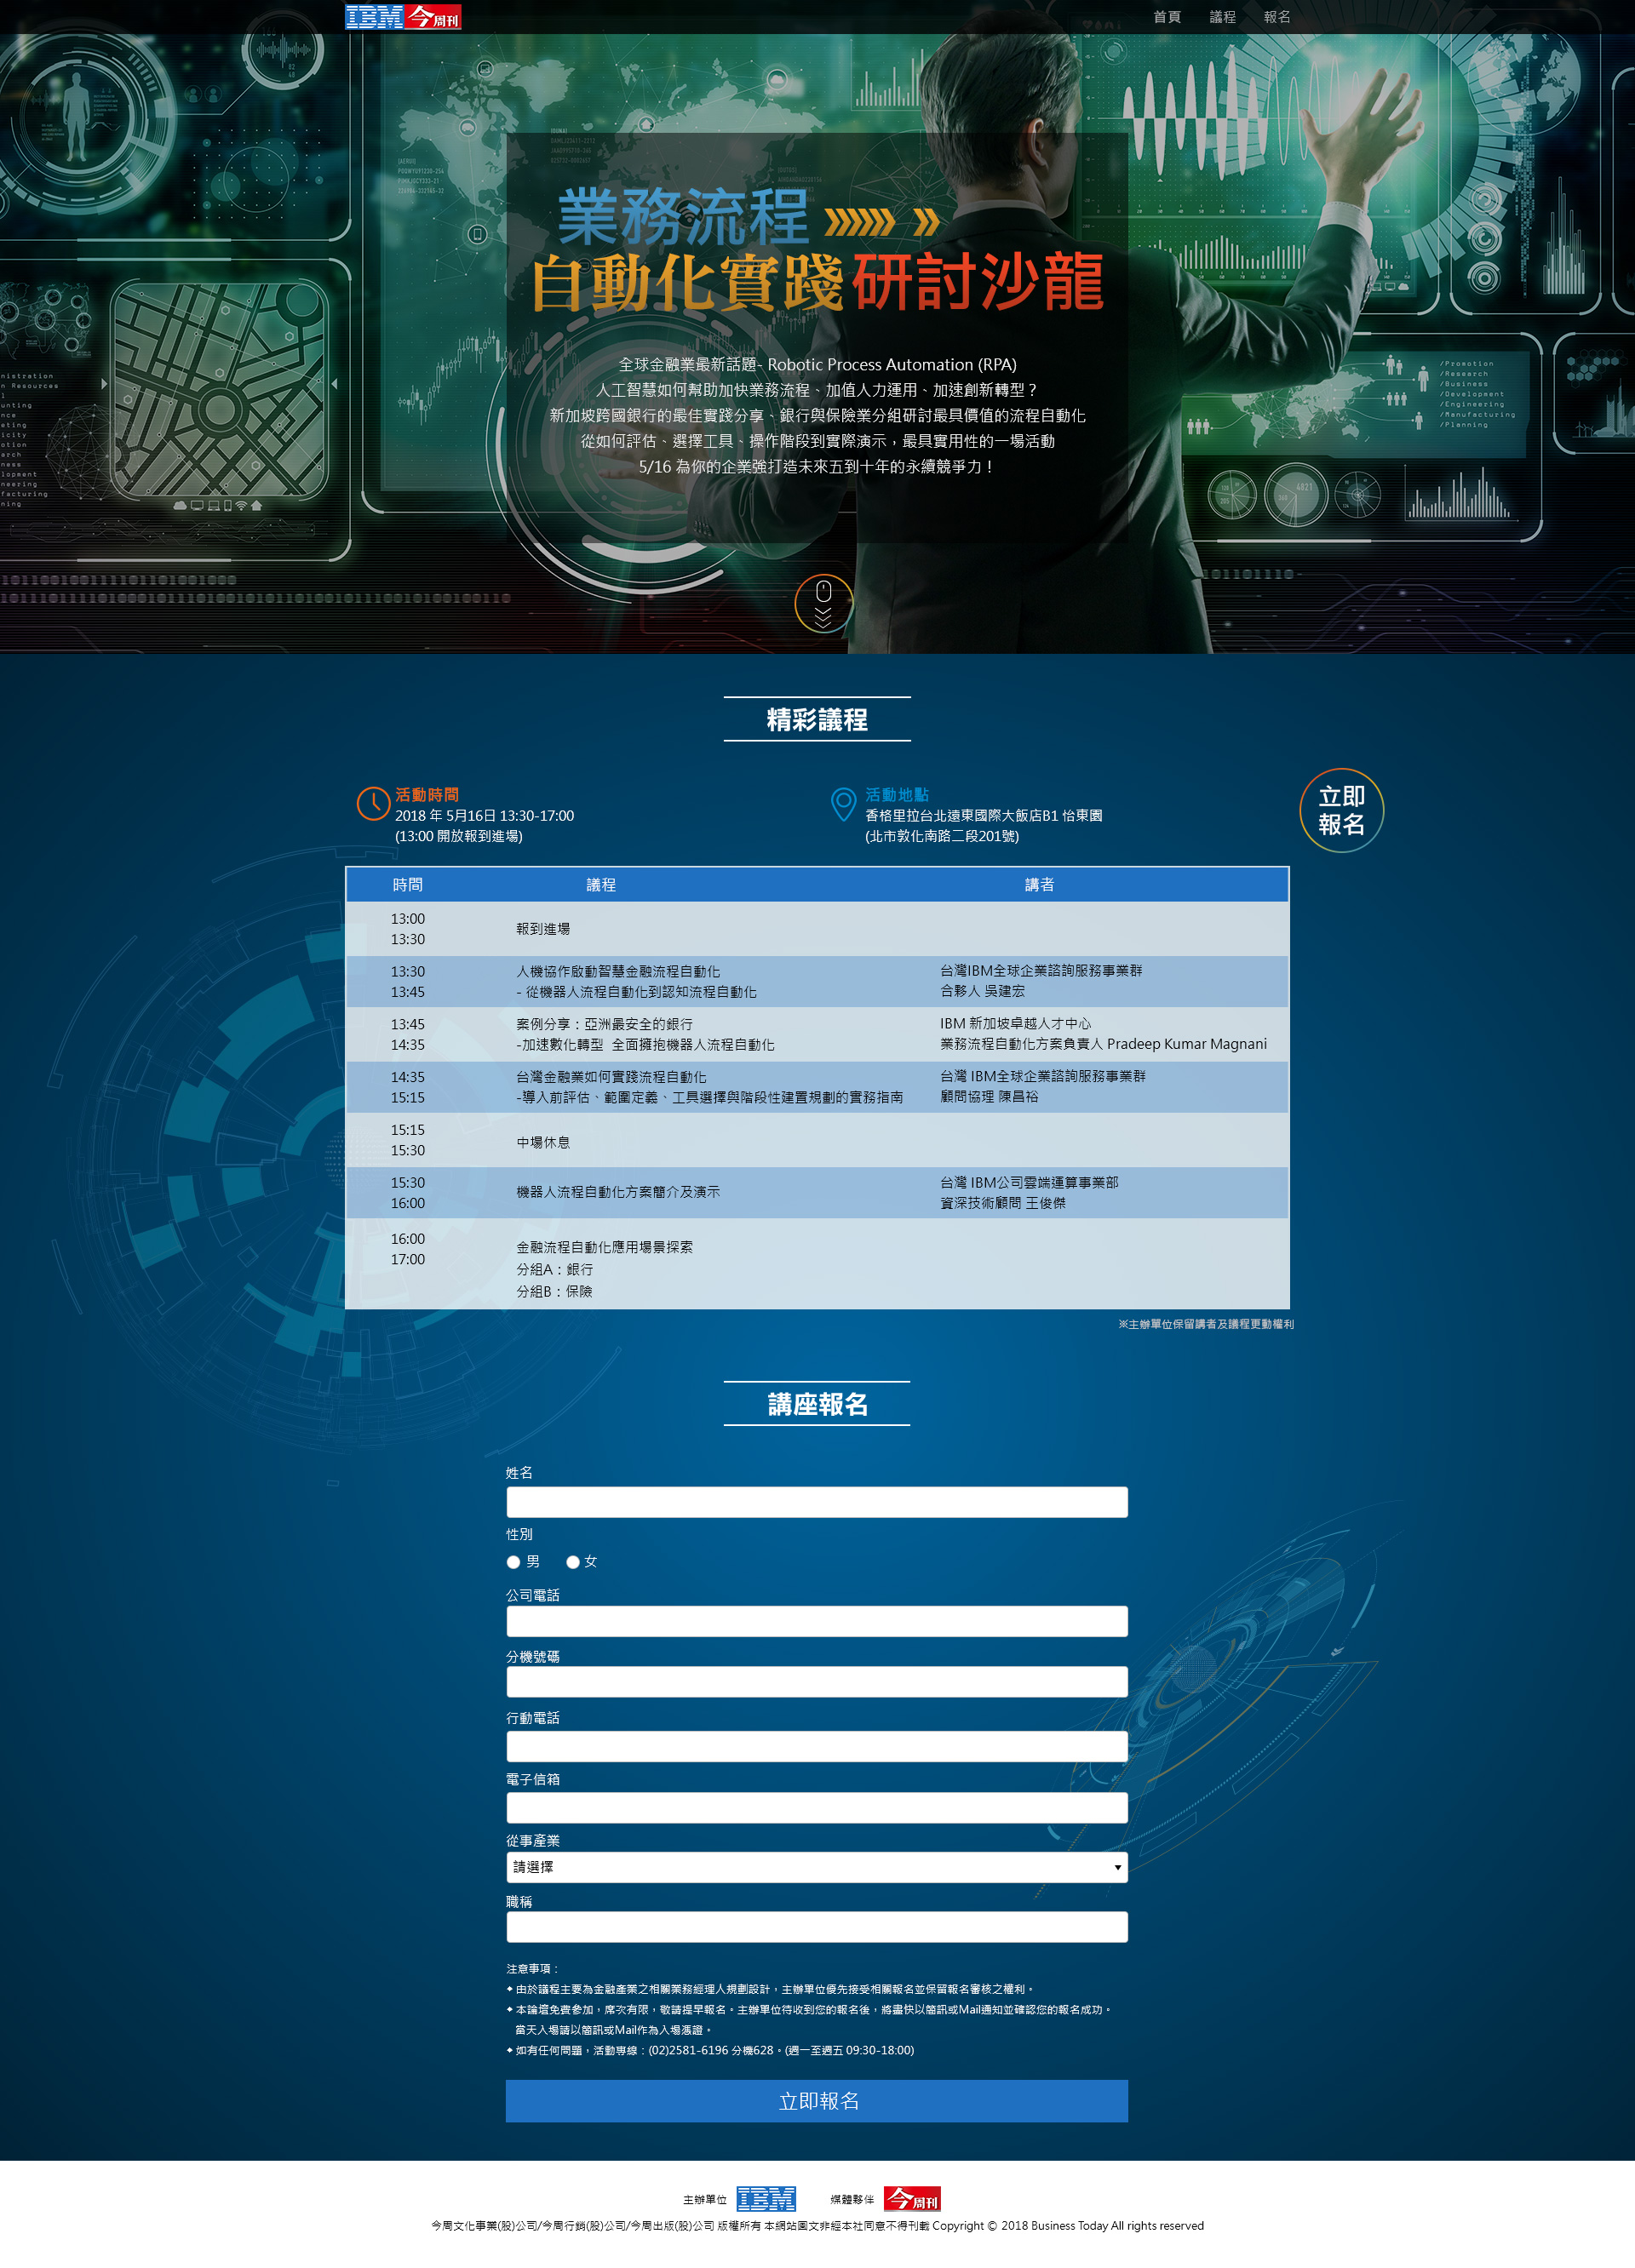 IBM 今周刊
首頁 議程 報名
業務流程
自動化實踐研討沙龍
全球金融業最新話題- Robotic Process Automation (RPA)
人工智慧如何幫助加快業務流程、加值人力運用、加速創新轉型？
新加坡跨國銀行的最佳實踐分享、銀行與保險業分組研討最具價值的流程自動化
從如何評估、選擇工具、操作階段到實際演示，最具實用性的一場活動
5/16 為你的企業強打造未來五到十年的永續競爭力！
/Promotion
/Research
/Business
/Development
/Engineering
/Manufacturing
/Planning
精彩議程
活動時間
2018 年 5月16日 13:30-17:00
(13:00 開放報到進場)
活動地點
香格里拉台北遠東國際大飯店B1 怡東園
(北市敦化南路二段201號)
立即
報名
時間 議程 講者
13:00
13:30
報到進場
13:30
13:45
人機協作啟動智慧金融流程自動化
- 從機器人流程自動化到認知流程自動化
台灣IBM全球企業諮詢服務事業群
合夥人 吳建宏
13:45
14:35
案例分享：亞洲最安全的銀行
-加速數化轉型 全面擁抱機器人流程自動化
IBM 新加坡卓越人才中心
業務流程自動化方案負責人 Pradeep Kumar Magnani
14:35
15:15
台灣金融業如何實踐流程自動化
-導入前評估、範圍定義、工具選擇與階段性建置規劃的實務指南
台灣 IBM全球企業諮詢服務事業群
顧問協理 陳昌裕
15:15
15:30
中場休息
15:30
16:00
機器人流程自動化方案簡介及演示
台灣 IBM公司雲端運算事業部
資深技術顧問 王俊傑
16:00
17:00
金融流程自動化應用場景探索
分組A：銀行
分組B：保險
※主辦單位保留講者及議程更動權利
講座報名
姓名
性別
男 女
公司電話
分機號碼
行動電話
電子信箱
從事產業
請選擇
職稱
注意事項：
◆ 由於議程主要為金融產業之相關業務經理人規劃設計，主辦單位優先接受相關報名並保留報名審核之權利。
◆ 本論壇免費參加，席次有限，敬請提早報名。主辦單位待收到您的報名後，將盡快以簡訊或Mail通知並確認您的報名成功。
當天入場請以簡訊或Mail作為入場憑證。
◆ 如有任何問題，活動專線：(02)2581-6196 分機628。(週一至週五 09:30-18:00)
立即報名
主辦單位 IBM 媒體夥伴 今周刊
今周文化事業(股)公司/今周行銷(股)公司/今周出版(股)公司 版權所有 本網站圖文非經本社同意不得刊載 Copyright © 2018 Business Today All rights reserved